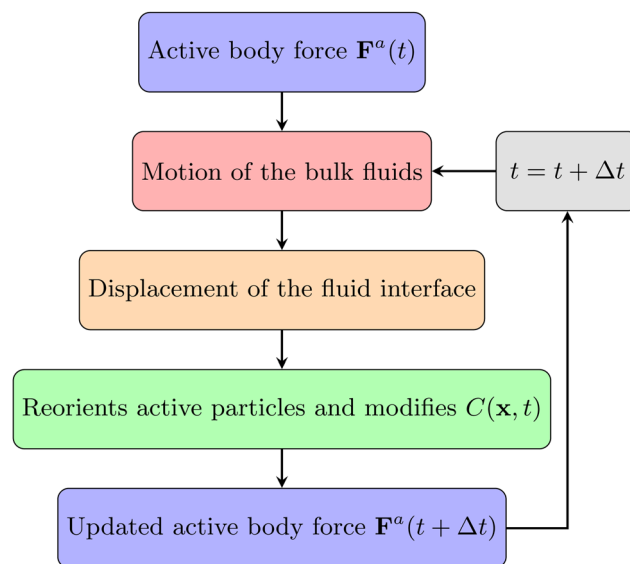 Active body force F^a(t)
Motion of the bulk fluids
t = t + Δt
Displacement of the fluid interface
Reorients active particles and modifies C(x, t)
Updated active body force F^a(t + Δt)